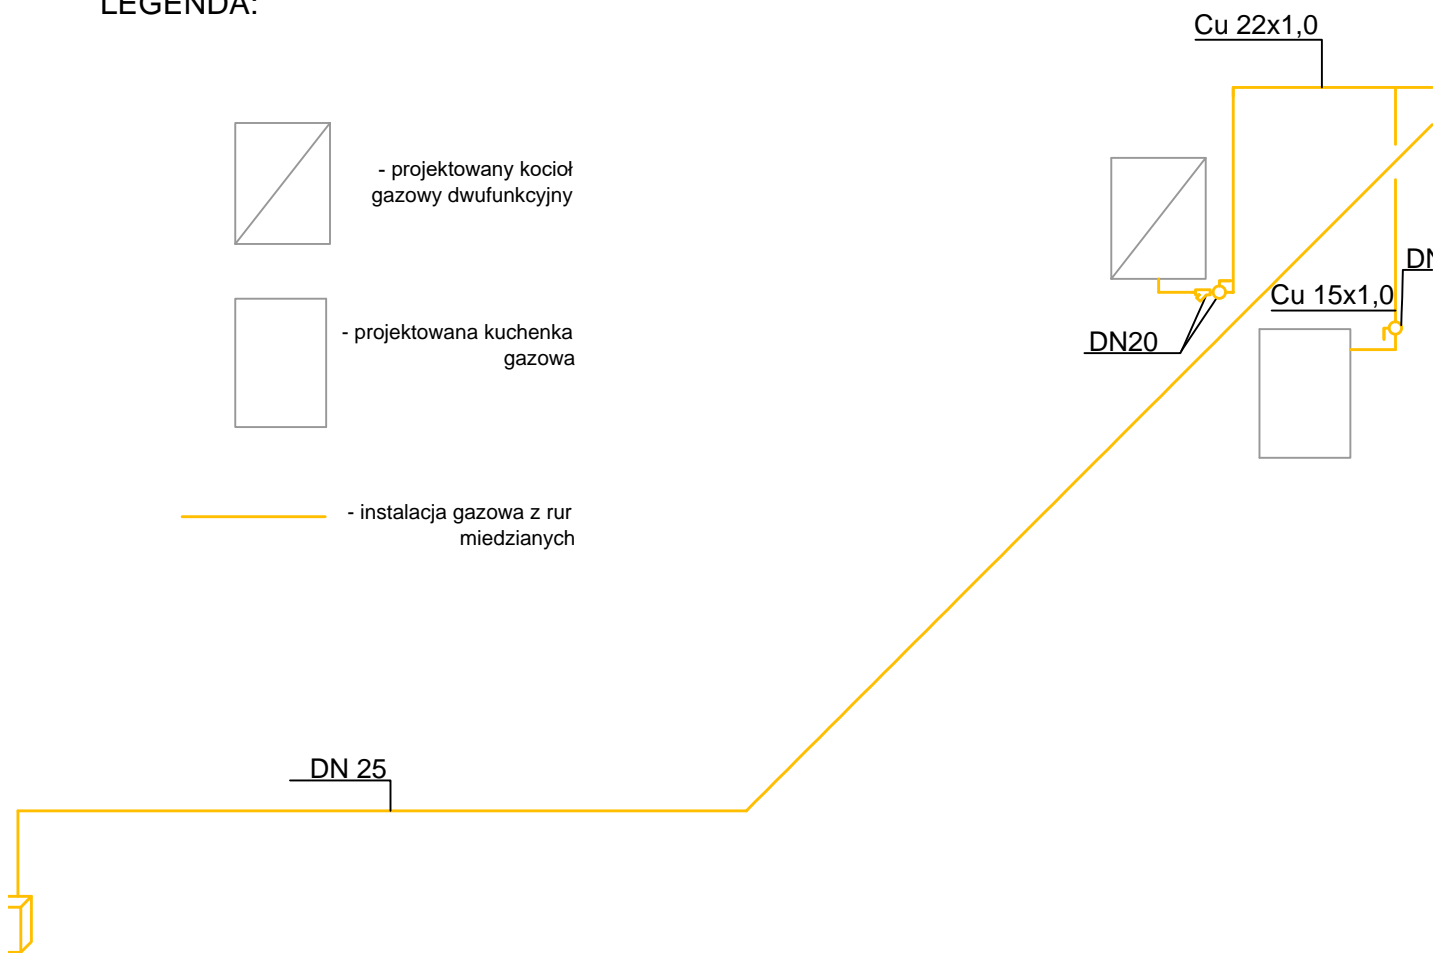 LEGENDA:
Cu 22x1,0
- projektowany kocioł
gazowy dwufunkcyjny
DN
Cu 15x1,0
- projektowana kuchenka
gazowa
DN20
- instalacja gazowa z rur
miedzianych
DN 25